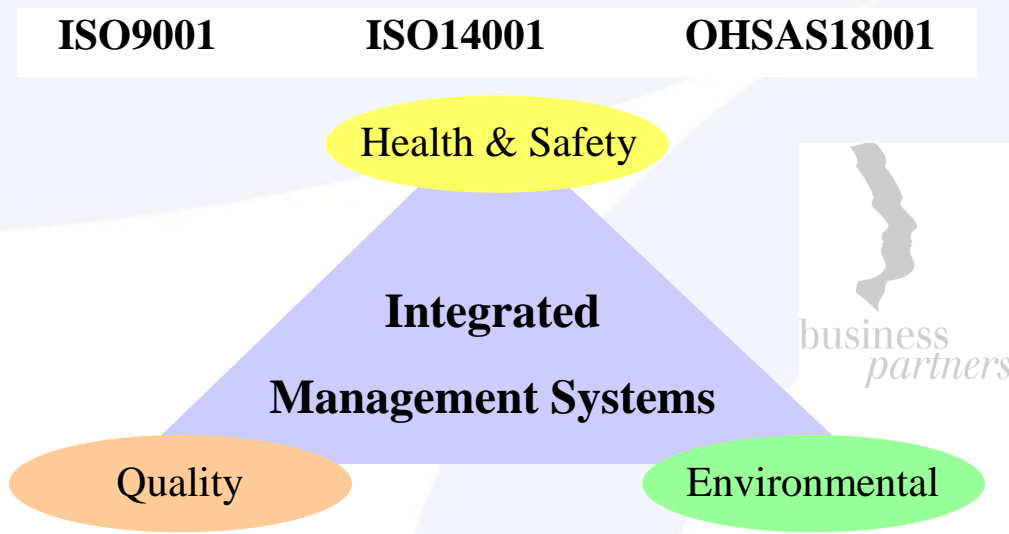 ISO9001 ISO14001 OHSAS18001
Health & Safety
Integrated
Management Systems
business
partners
Quality
Environmental